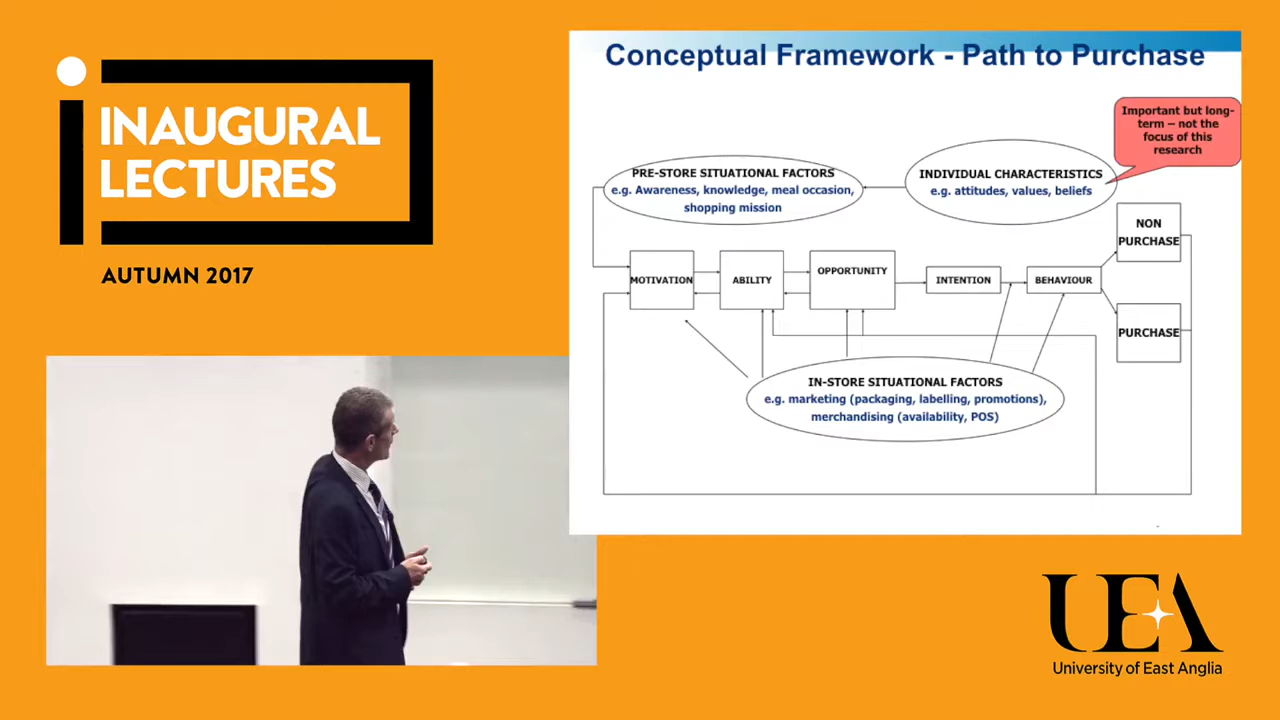 INAUGURAL
LECTURES
AUTUMN 2017
Conceptual Framework - Path to Purchase
Important but long-
term – not the
focus of this
research
PRE-STORE SITUATIONAL FACTORS
e.g. Awareness, knowledge, meal occasion,
shopping mission
INDIVIDUAL CHARACTERISTICS
e.g. attitudes, values, beliefs
NON
PURCHASE
MOTIVATION
ABILITY
OPPORTUNITY
INTENTION
BEHAVIOUR
PURCHASE
IN-STORE SITUATIONAL FACTORS
e.g. marketing (packaging, labelling, promotions),
merchandising (availability, POS)
UEA
University of East Anglia